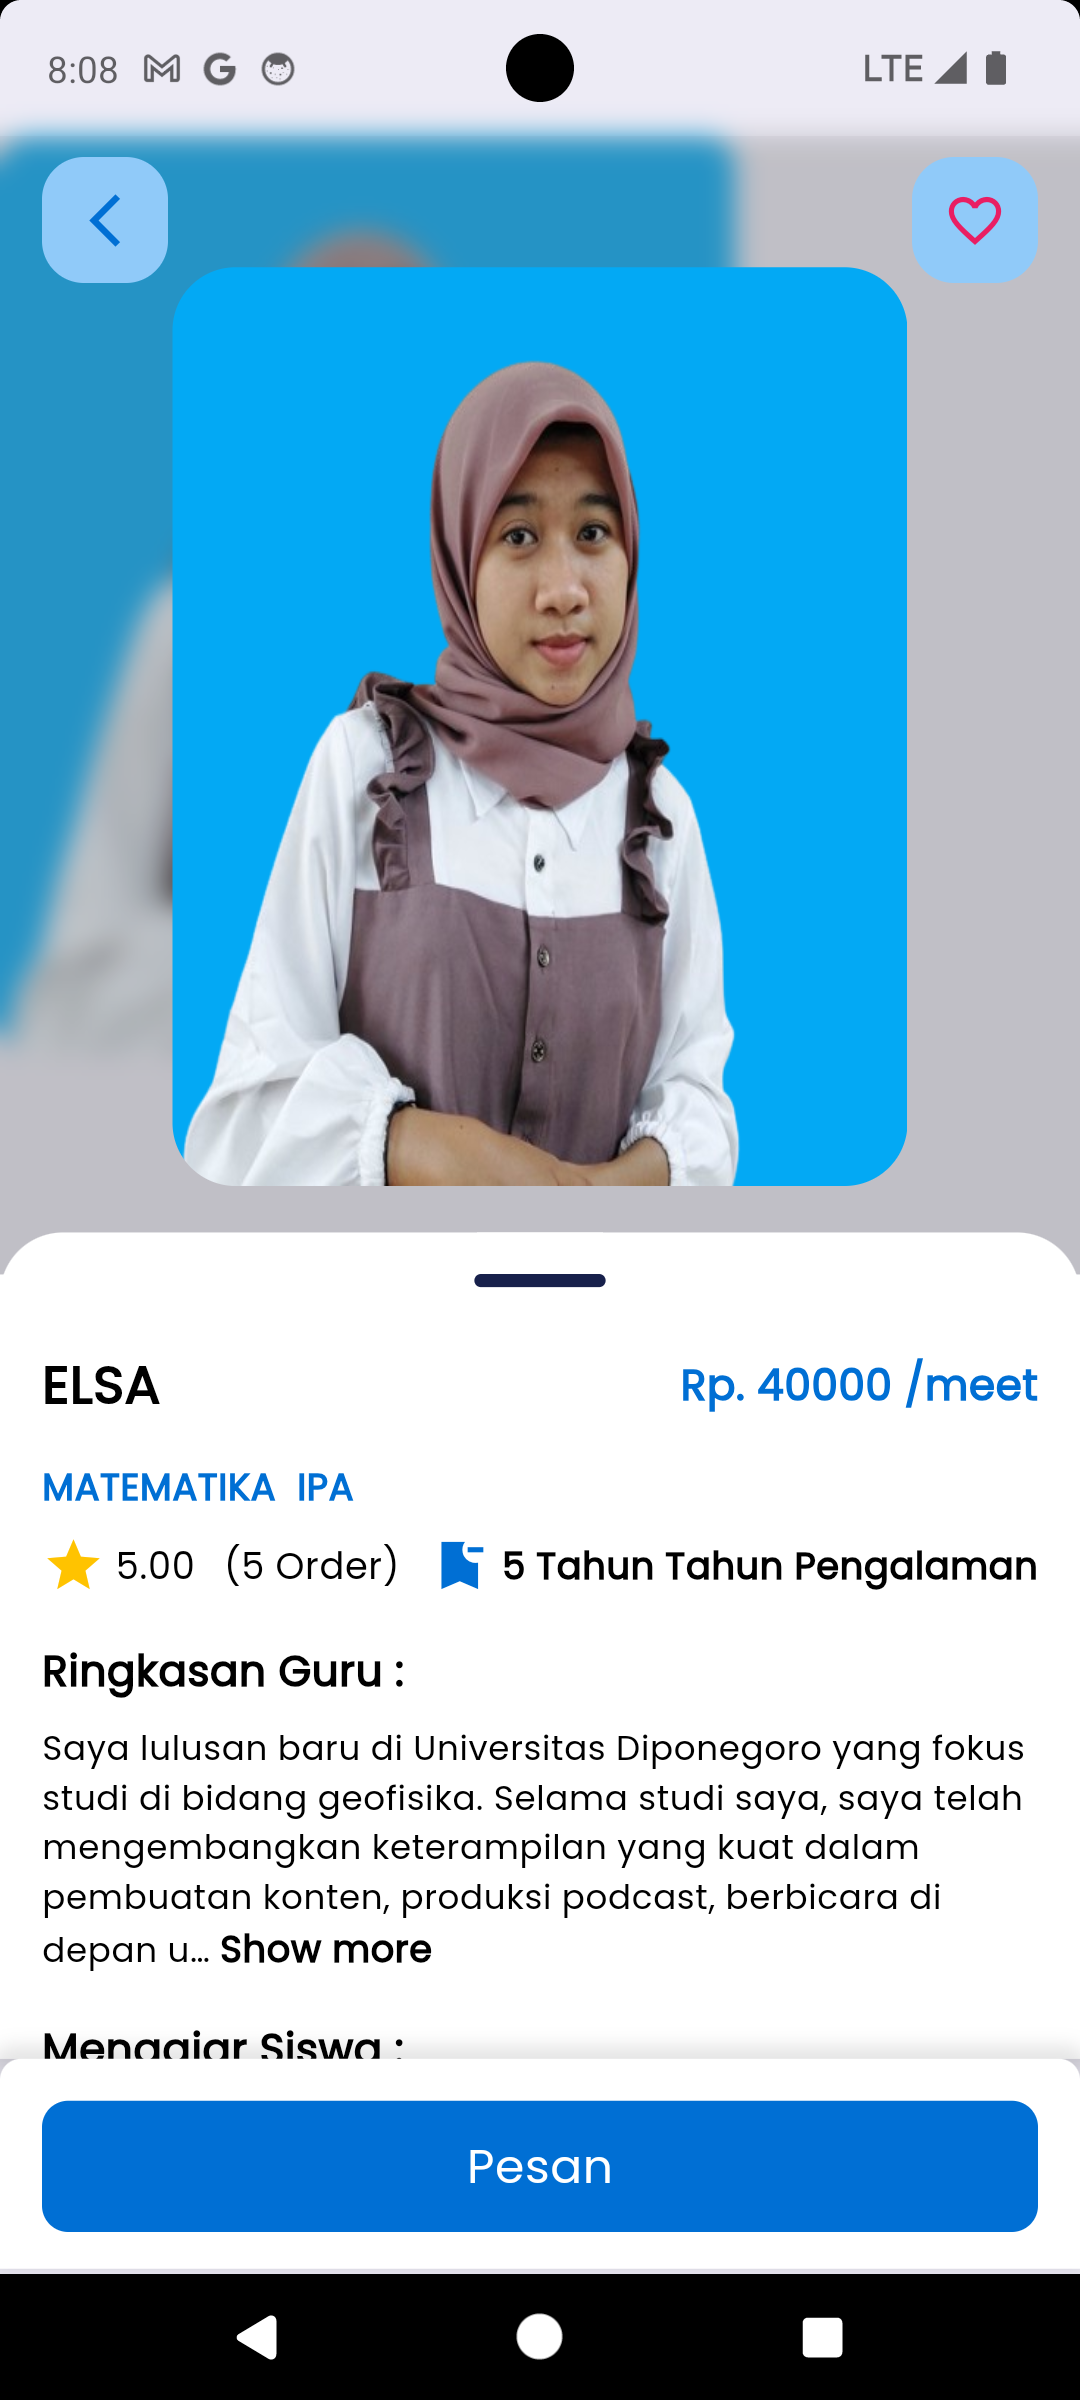 8:08 LTE
ELSA Rp. 40000 /meet
MATEMATIKA IPA
5.00 (5 Order) 5 Tahun Tahun Pengalaman
Ringkasan Guru :
Saya lulusan baru di Universitas Diponegoro yang fokus
studi di bidang geofisika. Selama studi saya, saya telah
mengembangkan keterampilan yang kuat dalam
pembuatan konten, produksi podcast, berbicara di
depan u... Show more
Mengajar Siswa :
Pesan